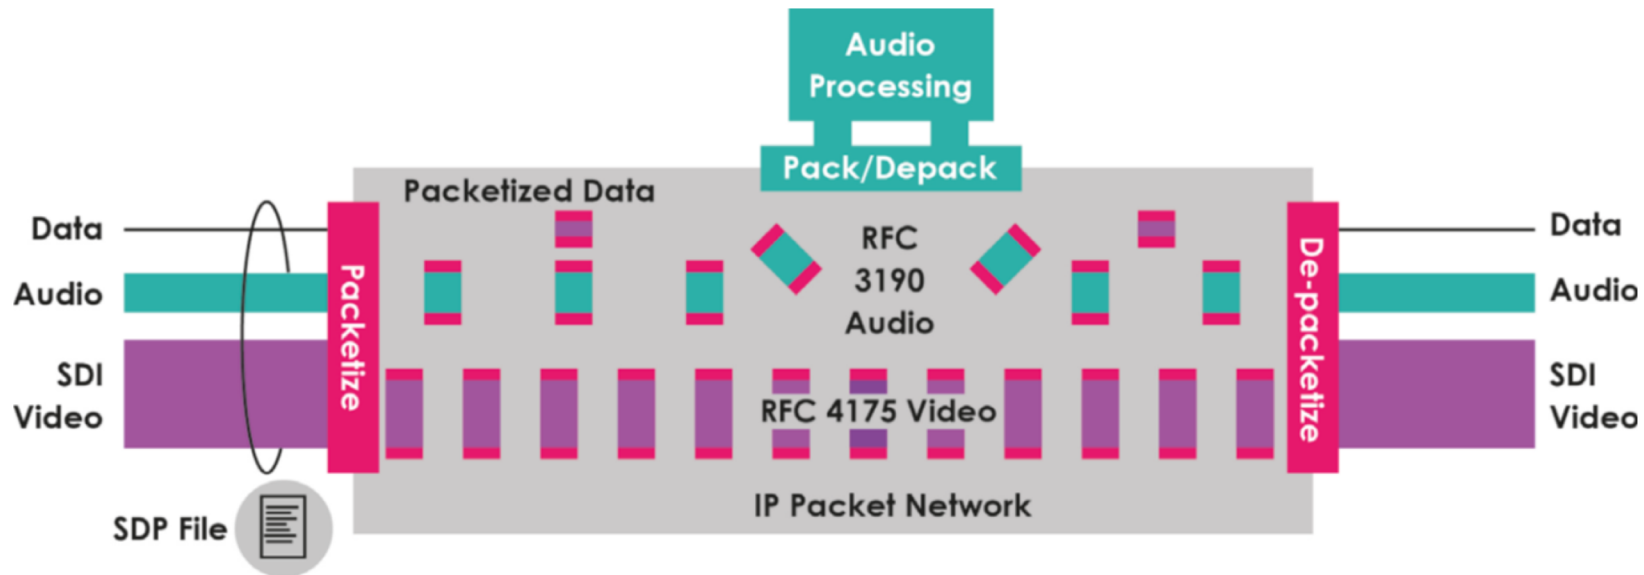 Audio
Processing
Pack/Depack
Packetized Data
Data
Audio
SDI
Video
SDP File
Packetize
RFC
3190
Audio
RFC 4175 Video
IP Packet Network
De-packetize
Data
Audio
SDI
Video